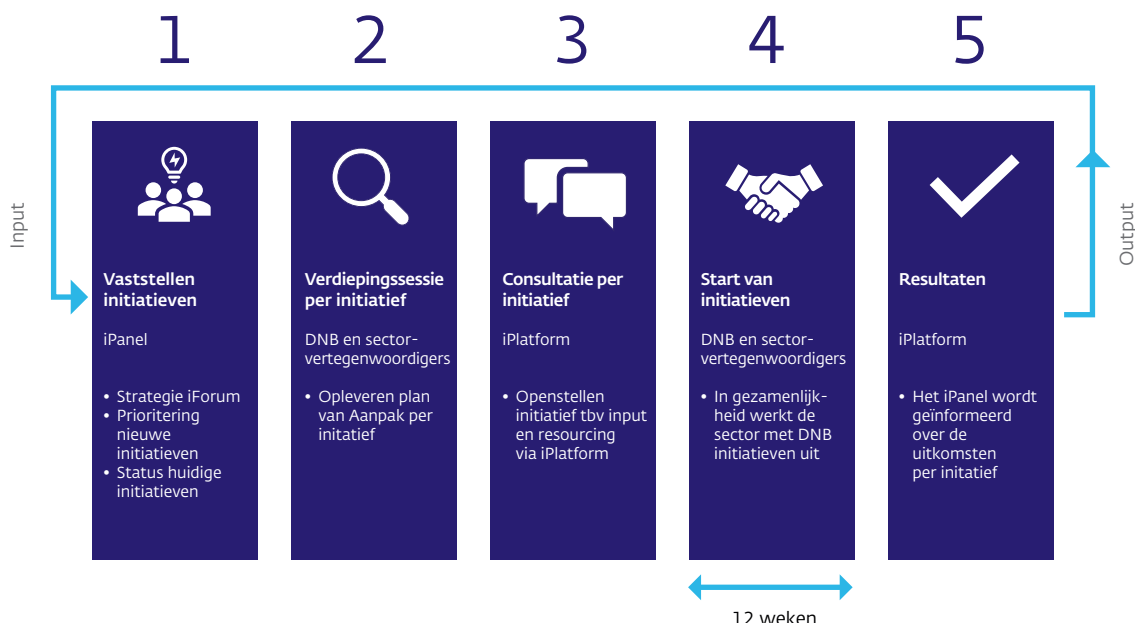 1
2
3
4
5
Input
Vaststellen
initiatieven
iPanel
• Strategie iForum
• Prioritering
nieuwe
initiatieven
• Status huidige
initiatieven
Verdiepingssessie
per initiatief
DNB en sector-
vertegenwoordigers
• Opleveren plan
van Aanpak per
initatief
Consultatie per
initiatief
iPlatform
• Openstellen
initiatief tbv input
en resourcing
via iPlatform
Start van
initiatieven
DNB en sector-
vertegenwoordigers
• In gezamenlijk-
heid werkt de
sector met DNB
initiatieven uit
12 weken
Resultaten
iPlatform
• Het iPanel wordt
geïnformeerd
over de
uitkomsten
per initatief
Output